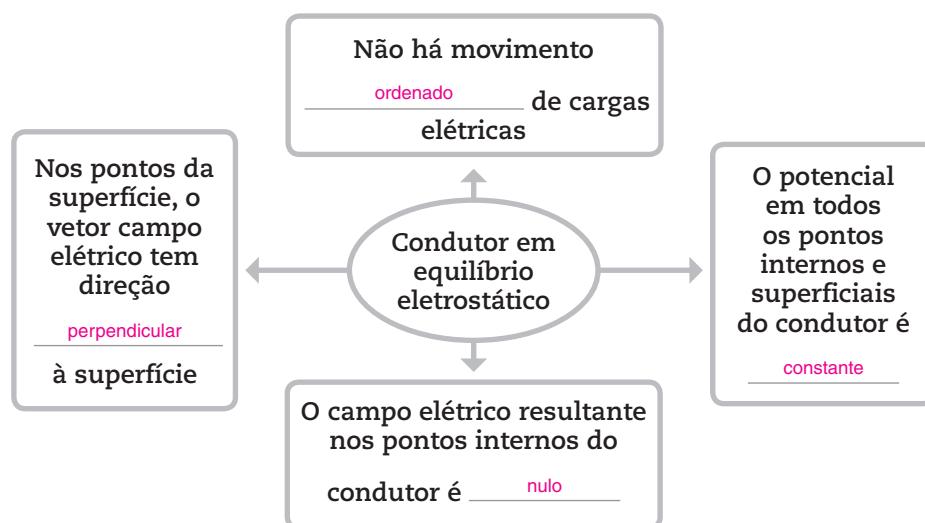 Não há movimento
ordenado de cargas
elétricas
Nos pontos da
superfície, o
vetor campo
elétrico tem
direção
perpendicular
à superfície
Condutor em
equilíbrio
eletrostático
O potencial
em todos
os pontos
internos e
superficiais
do condutor é
constante
O campo elétrico resultante
nos pontos internos do
condutor é nulo